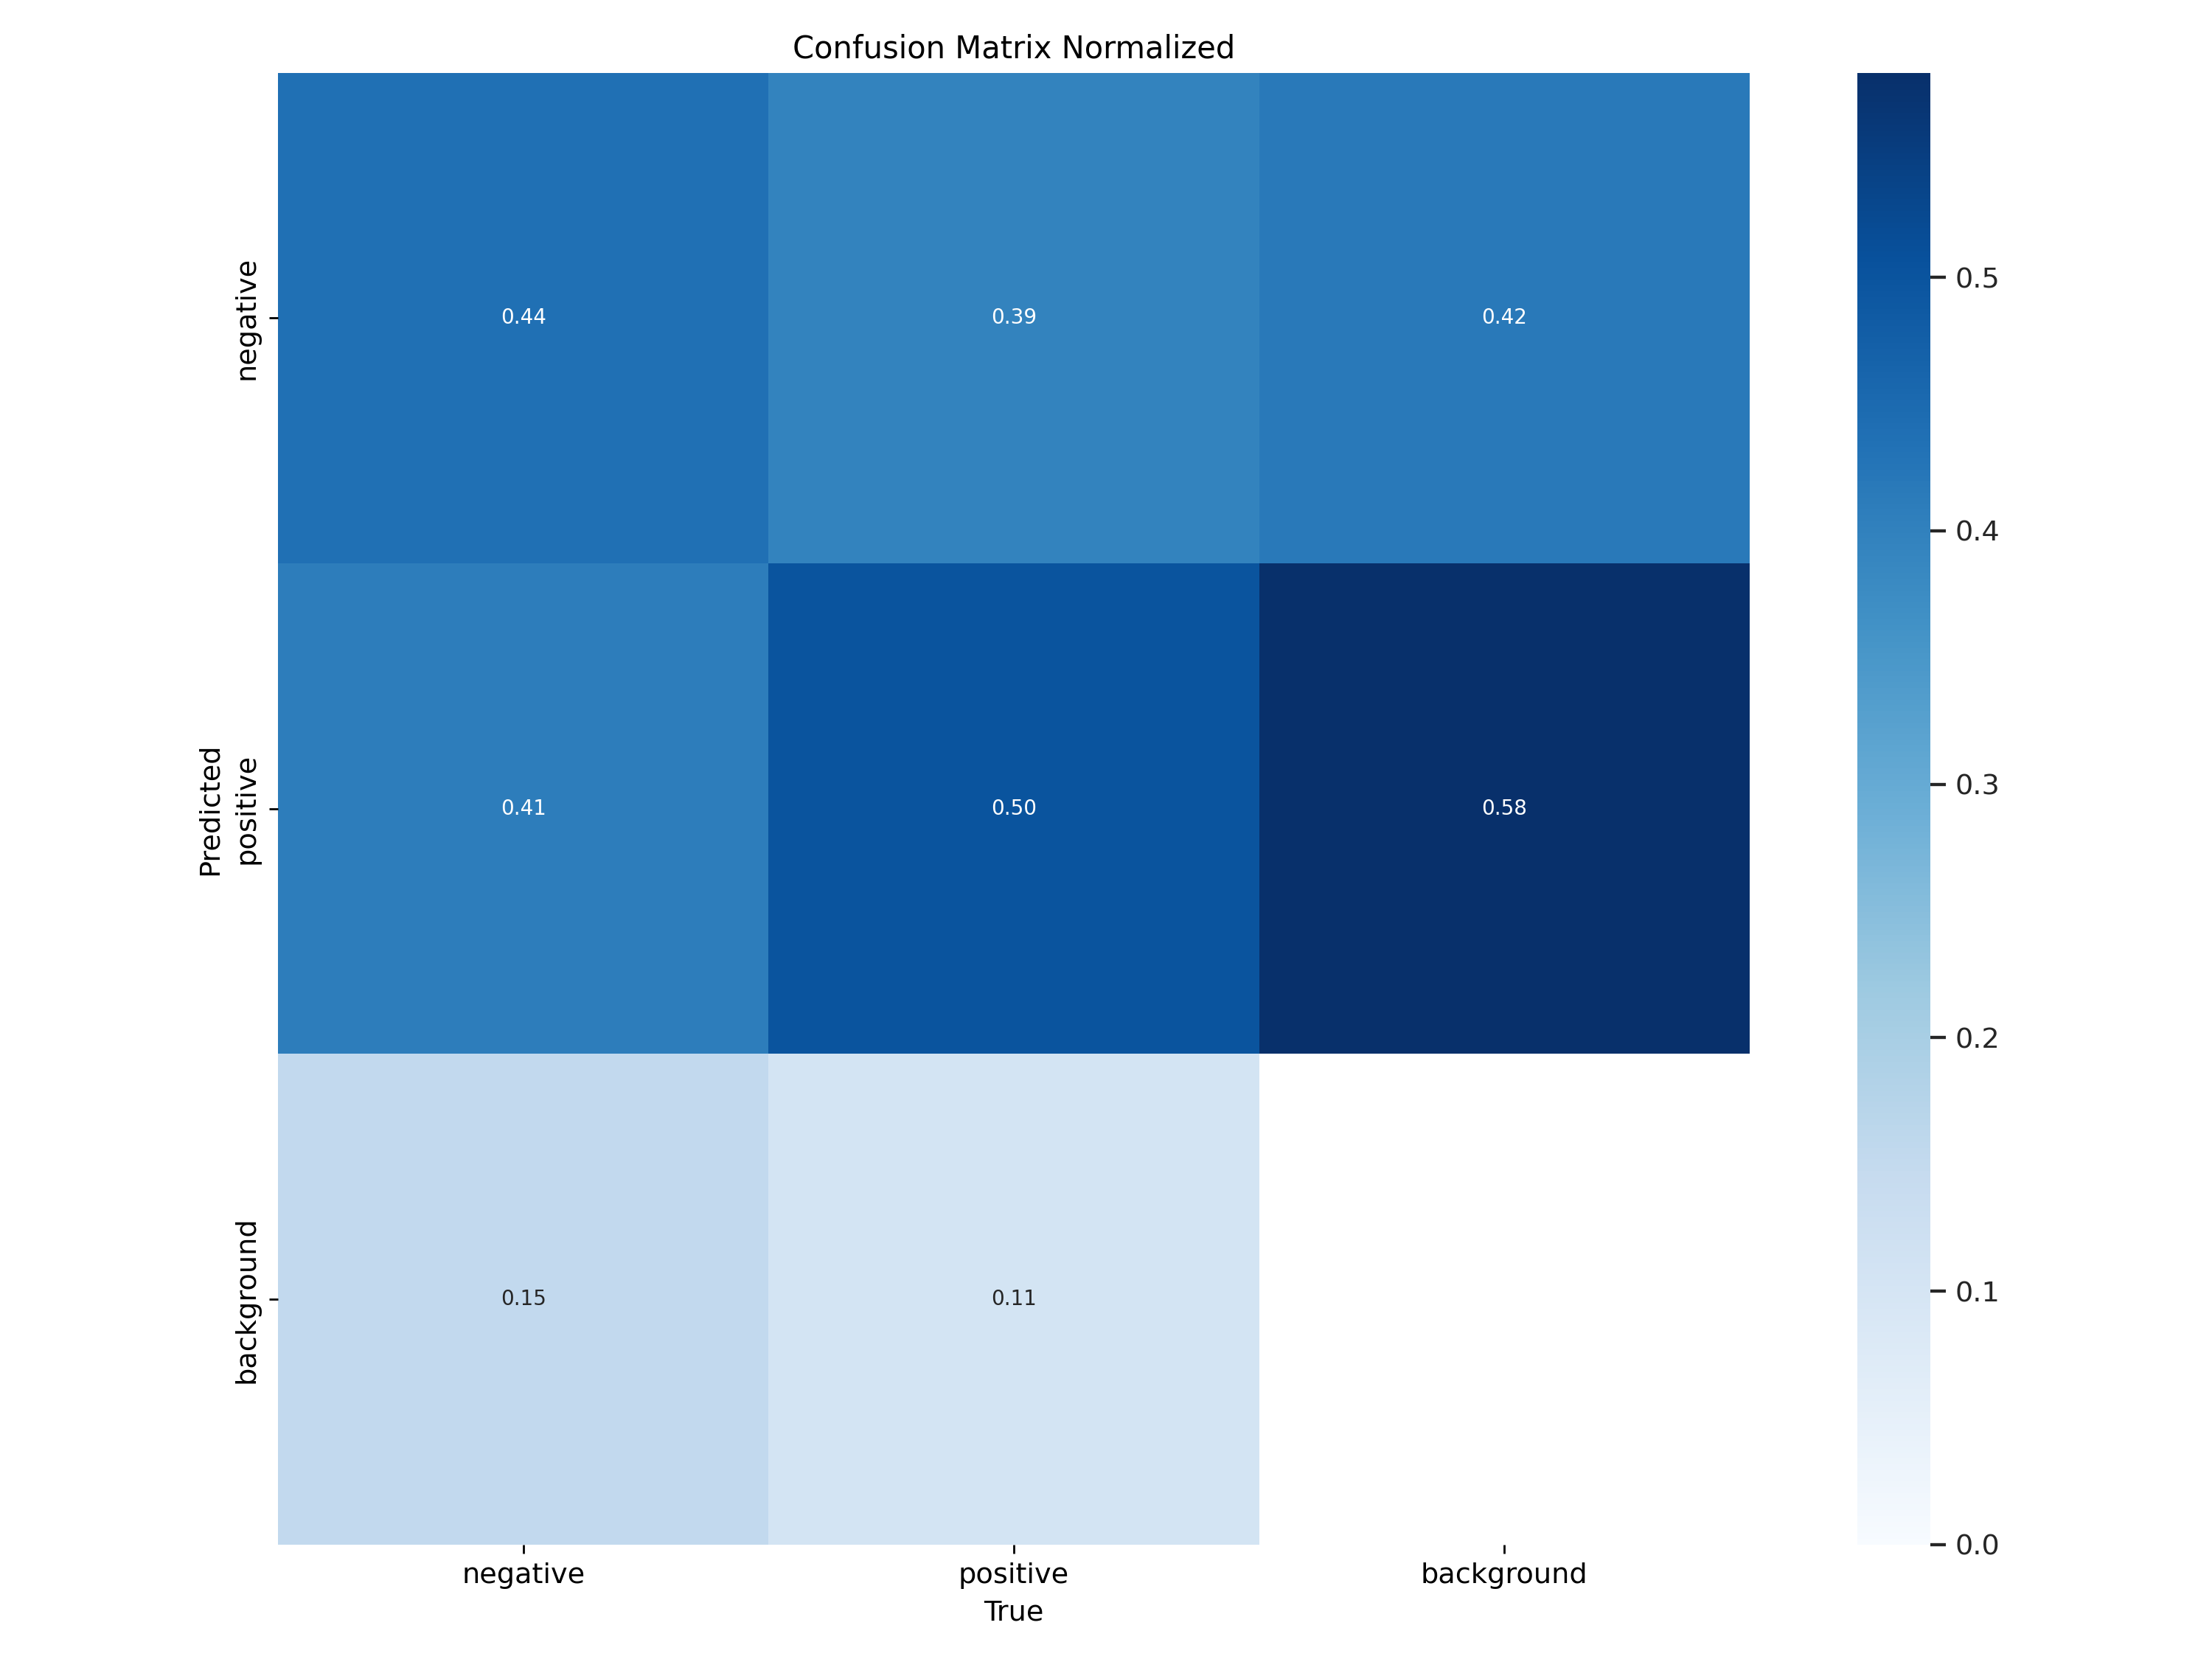 Confusion Matrix Normalized
negative
0.44
0.39
0.42
Predicted
positive
0.41
0.50
0.58
background
0.15
0.11
negative
positive
background
True
0.5
0.4
0.3
0.2
0.1
0.0